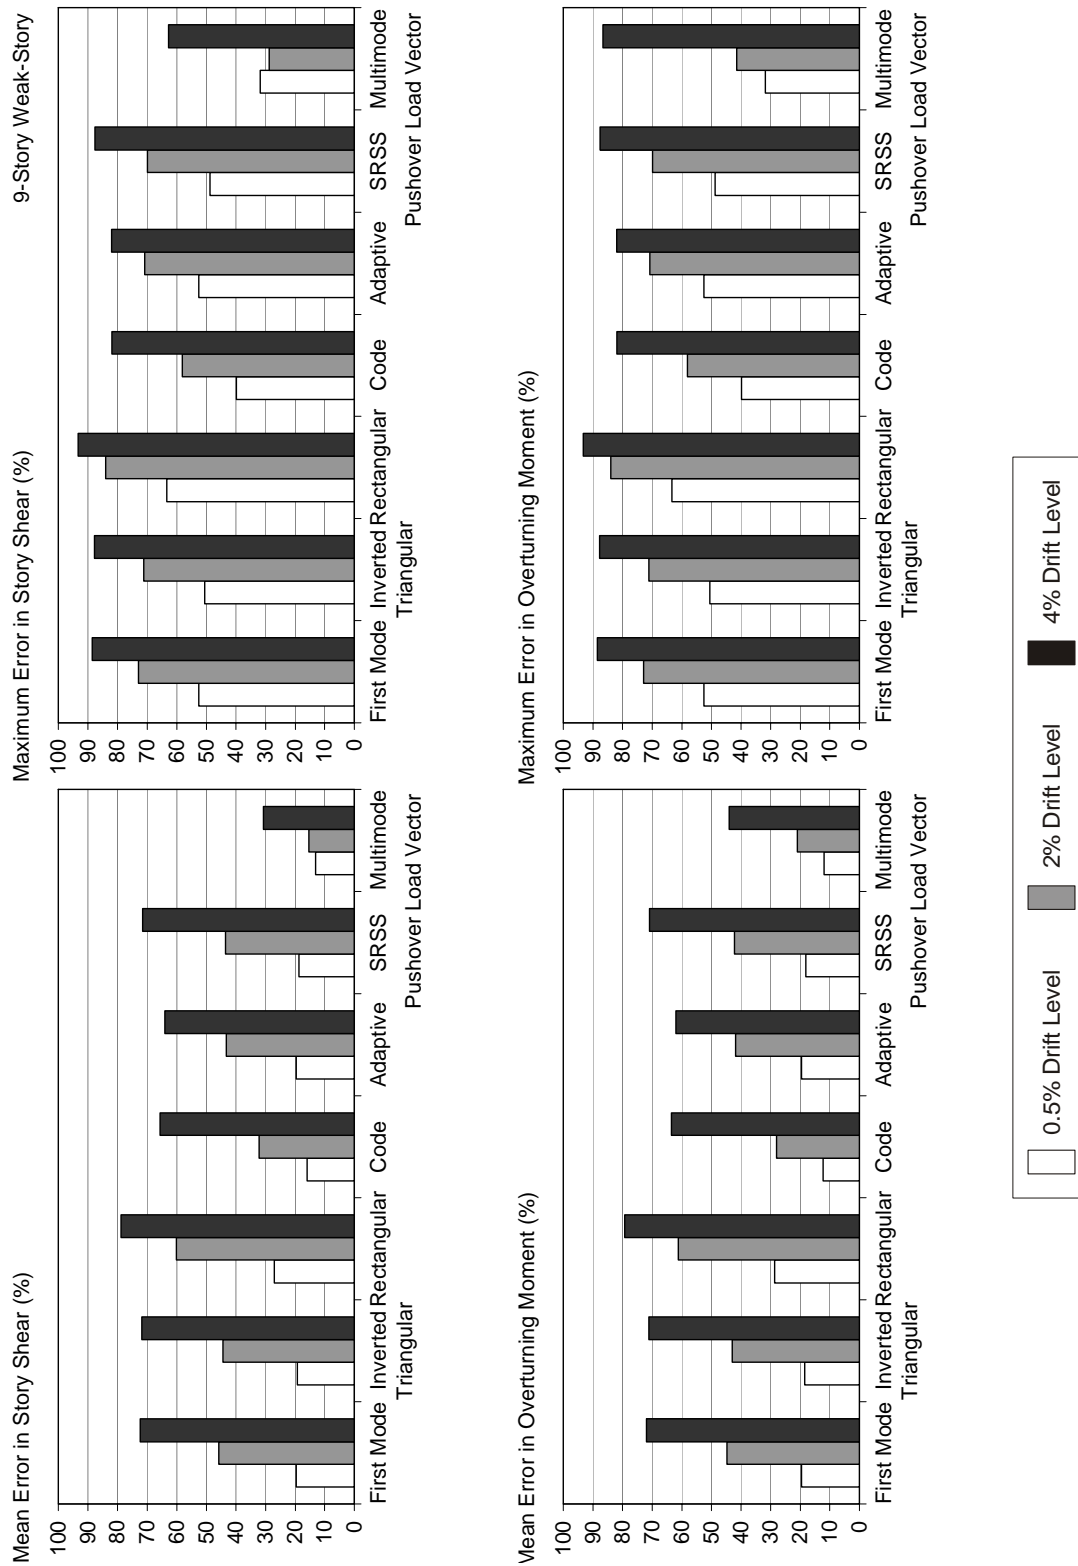 9-Story Weak-Story
Mean Error in Story Shear (%)
100
90
80
70
60
50
40
30
20
10
0
First Mode Inverted Rectangular Code Adaptive SRSS Multimode
Triangular
Pushover Load Vector
Maximum Error in Story Shear (%)
100
90
80
70
60
50
40
30
20
10
0
First Mode Inverted Rectangular Code Adaptive SRSS Multimode
Triangular
Pushover Load Vector
Mean Error in Overturning Moment (%)
100
90
80
70
60
50
40
30
20
10
0
First Mode Inverted Rectangular Code Adaptive SRSS Multimode
Triangular
Pushover Load Vector
Maximum Error in Overturning Moment (%)
100
90
80
70
60
50
40
30
20
10
0
First Mode Inverted Rectangular Code Adaptive SRSS Multimode
Triangular
Pushover Load Vector
0.5% Drift Level 2% Drift Level 4% Drift Level